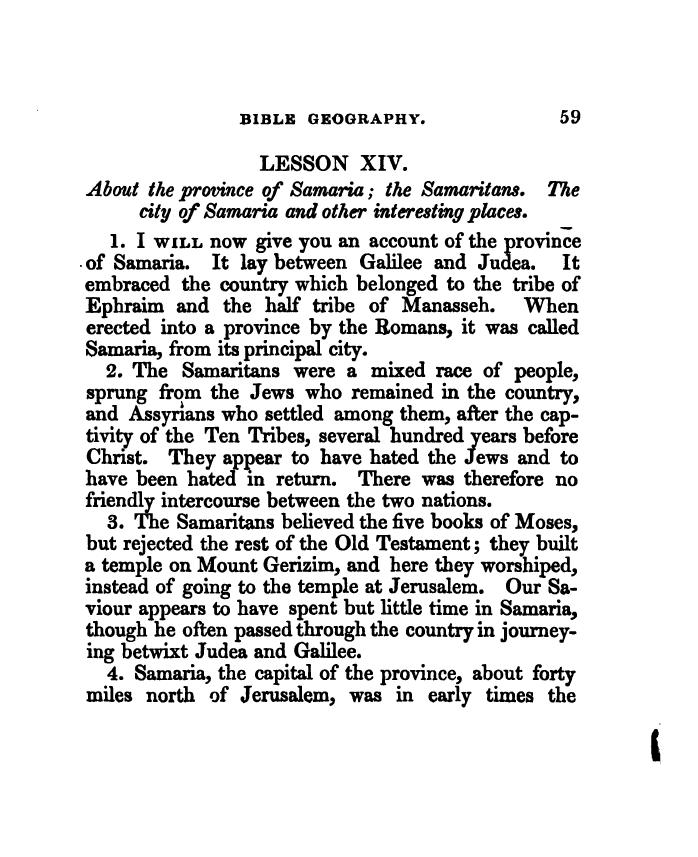 BIBLE GEOGRAPHY. 59
LESSON XIV.
About the province of Samaria; the Samaritans. The
city of Samaria and other interesting places.
1. I WILL now give you an account of the province
of Samaria. It lay between Galilee and Judea. It
embraced the country which belonged to the tribe of
Ephraim and the half tribe of Manasseh. When
erected into a province by the Romans, it was called
Samaria, from its principal city.
2. The Samaritans were a mixed race of people,
sprung from the Jews who remained in the country,
and Assyrians who settled among them, after the cap-
tivity of the Ten Tribes, several hundred years before
Christ. They appear to have hated the Jews and to
have been hated in return. There was therefore no
friendly intercourse between the two nations.
3. The Samaritans believed the five books of Moses,
but rejected the rest of the Old Testament; they built
a temple on Mount Gerizim, and here they worshiped,
instead of going to the temple at Jerusalem. Our Sa-
viour appears to have spent but little time in Samaria,
though he often passed through the country in journey-
ing betwixt Judea and Galilee.
4. Samaria, the capital of the province, about forty
miles north of Jerusalem, was in early times the